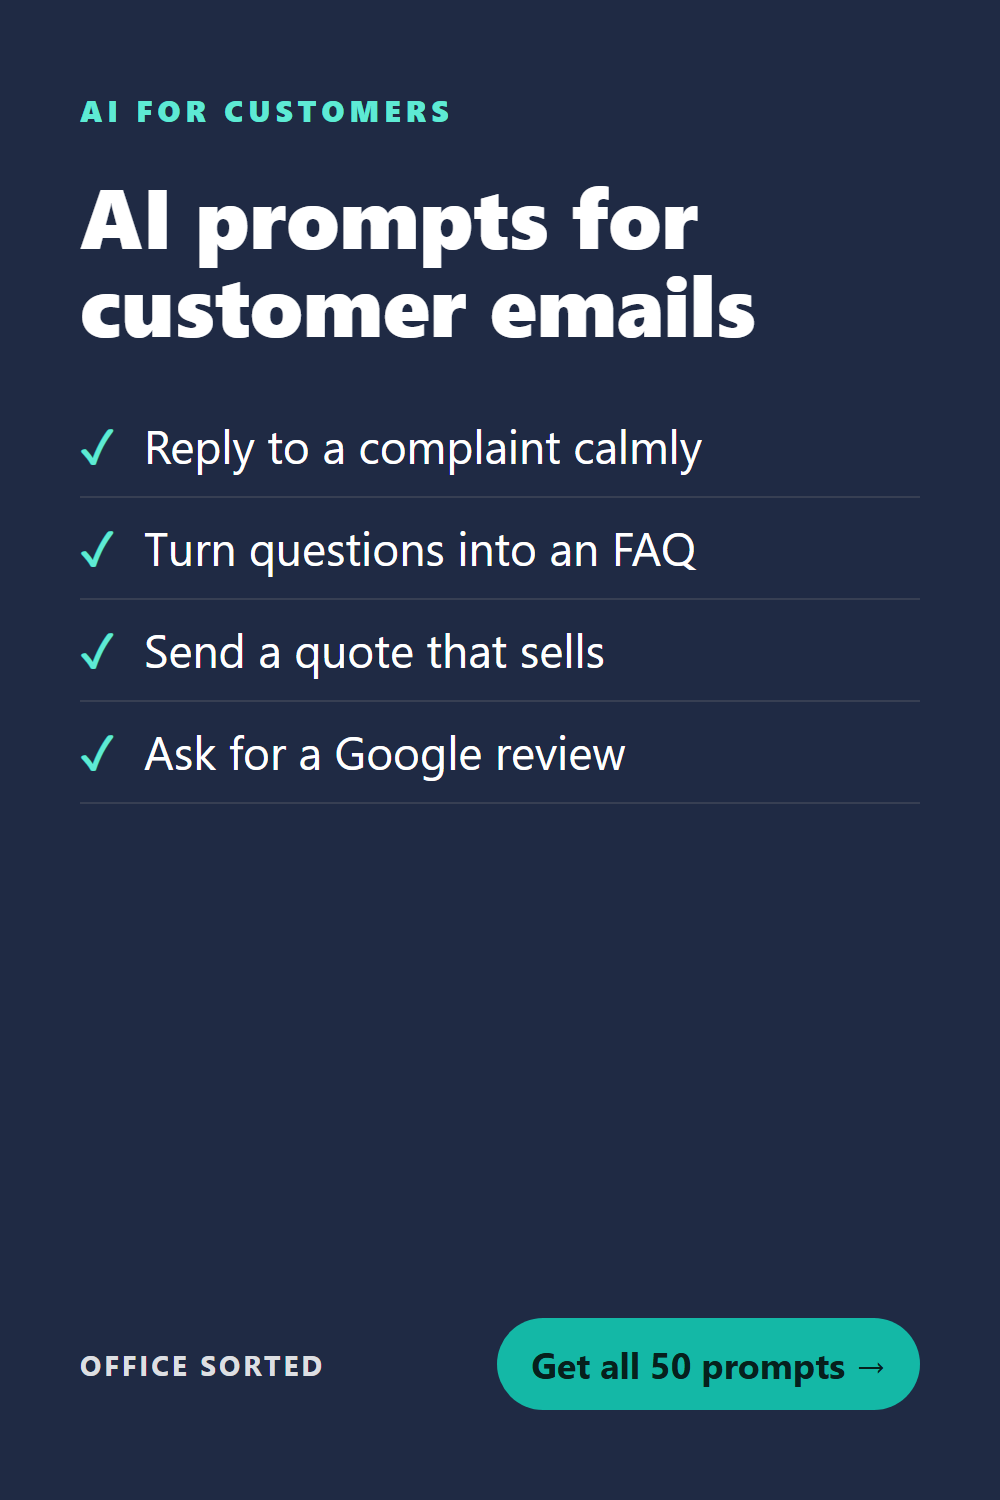 AI FOR CUSTOMERS
AI prompts for
customer emails
✓ Reply to a complaint calmly
✓ Turn questions into an FAQ
✓ Send a quote that sells
✓ Ask for a Google review
OFFICE SORTED
Get all 50 prompts →